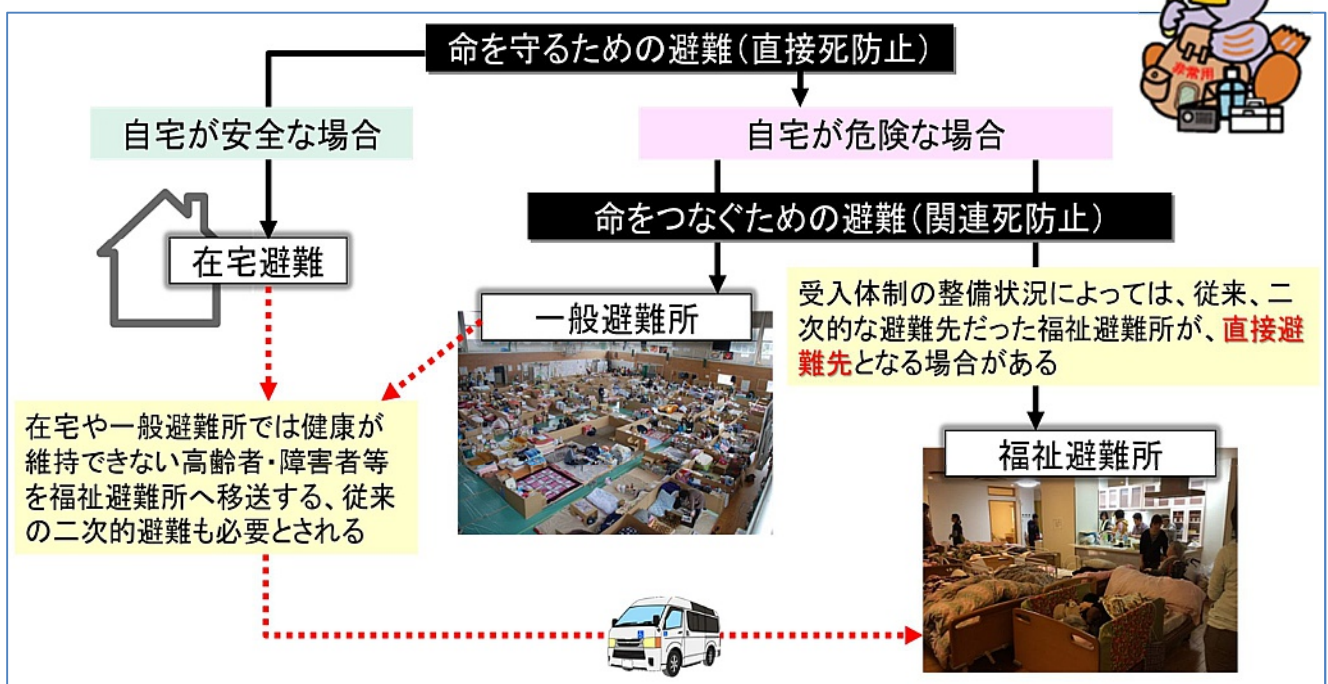 非常用
命を守るための避難(直接死防止)
自宅が安全な場合
自宅が危険な場合
命をつなぐための避難(関連死防止)
在宅避難
一般避難所
受入体制の整備状況によっては、従来、二
次的な避難先だった福祉避難所が、直接避
難先となる場合がある
在宅や一般避難所では健康が
維持できない高齢者・障害者等
を福祉避難所へ移送する、従来
の二次的避難も必要とされる
福祉避難所